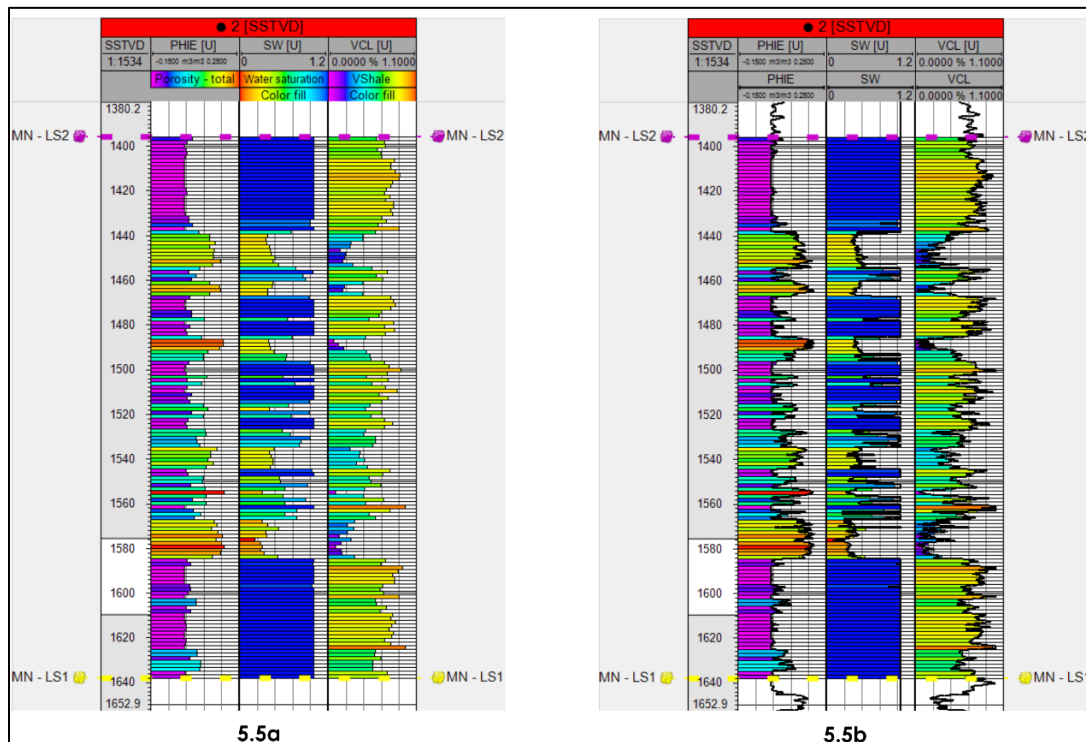 ● 2 [SSTVD]
SSTVD PHIE [U] SW [U] VCL [U]
1:1534 -0.1500 m3/m3 0.2500 0 1.2 0.0000 % 1.1000
Porosity - total Water saturation VShale
Color fill Color fill
1380.2
MN - LS2 MN - LS2
1400
1420
1440
1460
1480
1500
1520
1540
1560
1580
1600
1620
MN - LS1 MN - LS1
1640
1652.9
5.5a
● 2 [SSTVD]
SSTVD PHIE [U] SW [U] VCL [U]
1:1534 -0.1500 m3/m3 0.2500 0 1.2 0.0000 % 1.1000
PHIE SW VCL
-0.1500 m3/m3 0.2500 0 1.2 0.0000 % 1.1000
1380.2
MN - LS2 MN - LS2
1400
1420
1440
1460
1480
1500
1520
1540
1560
1580
1600
1620
MN - LS1 MN - LS1
1640
1652.9
5.5b